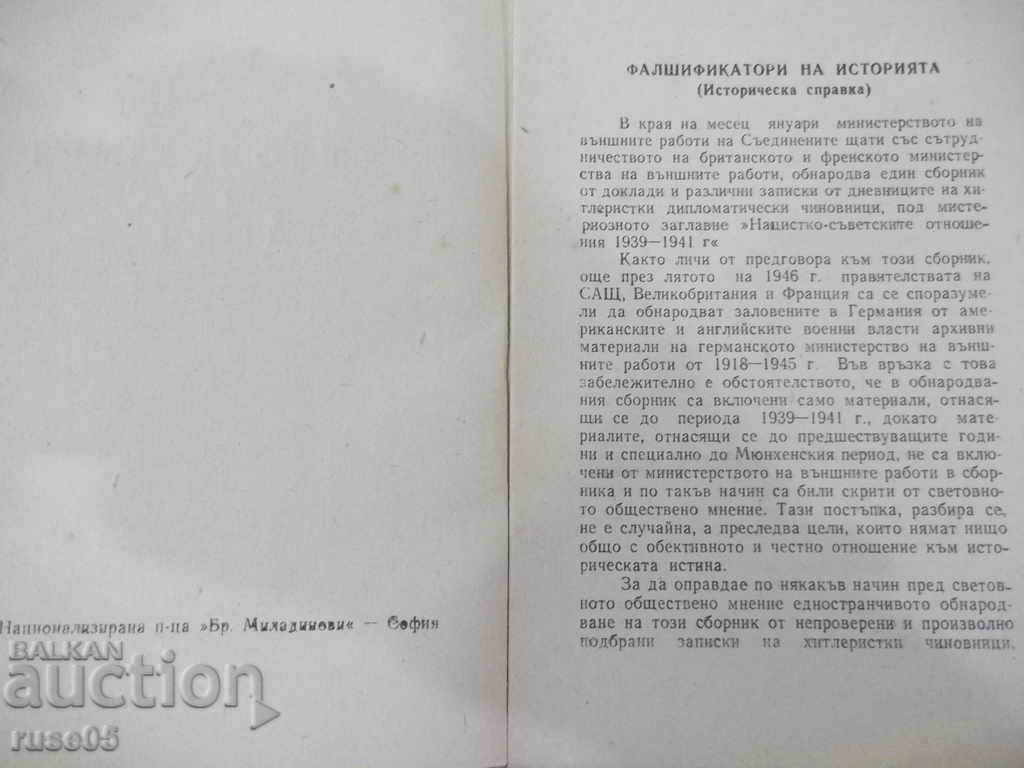 Национализирана п-ца »Бр. Миладинови« — София
BALKAN
auction
ruse05
ФАЛШИФИКАТОРИ НА ИСТОРИЯТА
(Историческа справка)
В края на месец януари министерството на
външните работи на Съединените щати със сътруд-
ничеството на британското и френското министер-
ства на външните работи, обнародва един сборник
от доклади и различни записки от дневниците на хи-
тлеристки дипломатически чиновници, под мисте-
риозното заглавие »Нацистко-съветските отноше-
ния 1939—1941 г«
Както личи от предговора към този сборник,
още през лятото на 1946 г. правителствата на
САЩ, Великобритания и Франция са се споразуме-
ли да обнародват заловените в Германия от аме-
риканските и английските военни власти архивни
материали на германското министерство на външ-
ните работи от 1918—1945 г. Във връзка с това
забележително е обстоятелството, че в обнародва-
ния сборник са включени само материали, отнася-
щи се до периода 1939—1941 г., докато мате-
риалите, отнасящи се до предшествуващите годи-
ни и специално до Мюнхенския период, не са вклю-
чени от министерството на външните работи в сбор-
ника и по такъв начин са били скрити от световно-
то обществено мнение. Тази постъпка, разбира се,
не е случайна, а преследва цели, които нямат нищо
общо с обективното и честно отношение към исто-
рическата истина.
За да оправдае по някакъв начин пред светов-
ното обществено мнение едностранчивото обнарод-
ване на този сборник от непроверени и произволно
подбрани записки на хитлеристки чиновници,